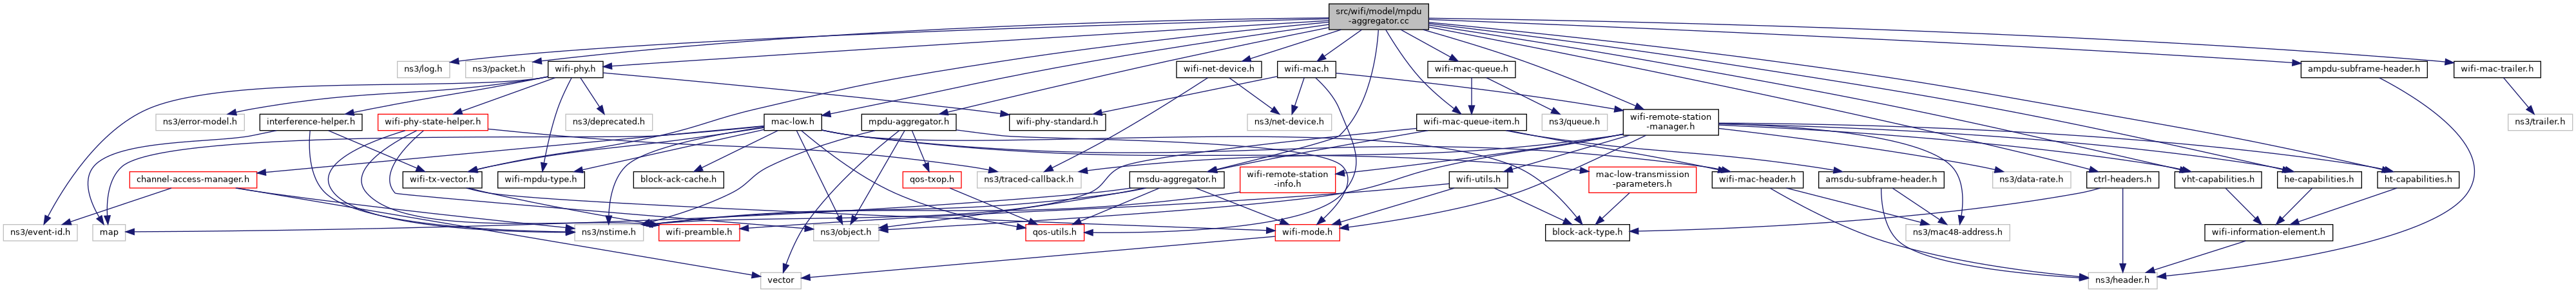 src/wifi/model/mpdu
-aggregator.cc
ns3/log.h
ns3/packet.h
wifi-phy.h
wifi-net-device.h
wifi-mac.h
wifi-mac-queue.h
ampdu-subframe-header.h
wifi-mac-trailer.h
ns3/error-model.h
interference-helper.h
wifi-phy-state-helper.h
ns3/deprecated.h
mac-low.h
mpdu-aggregator.h
wifi-phy-standard.h
ns3/net-device.h
wifi-mac-queue-item.h
ns3/queue.h
wifi-remote-station
-manager.h
ns3/trailer.h
channel-access-manager.h
wifi-tx-vector.h
wifi-mpdu-type.h
block-ack-cache.h
qos-txop.h
ns3/traced-callback.h
msdu-aggregator.h
wifi-remote-station
-info.h
wifi-utils.h
mac-low-transmission
-parameters.h
wifi-mac-header.h
amsdu-subframe-header.h
ns3/data-rate.h
ctrl-headers.h
vht-capabilities.h
he-capabilities.h
ht-capabilities.h
ns3/event-id.h
map
ns3/nstime.h
wifi-preamble.h
ns3/object.h
qos-utils.h
wifi-mode.h
block-ack-type.h
ns3/mac48-address.h
wifi-information-element.h
vector
ns3/header.h